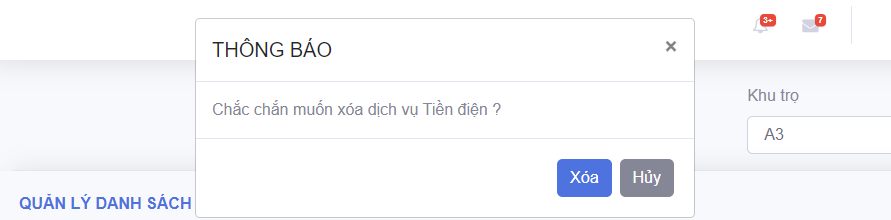 3+
7
THÔNG BÁO
×
Khu trọ
Chắc chắn muốn xóa dịch vụ Tiền điện ?
A3
Xóa
Hủy
QUẢN LÝ DANH SÁCH